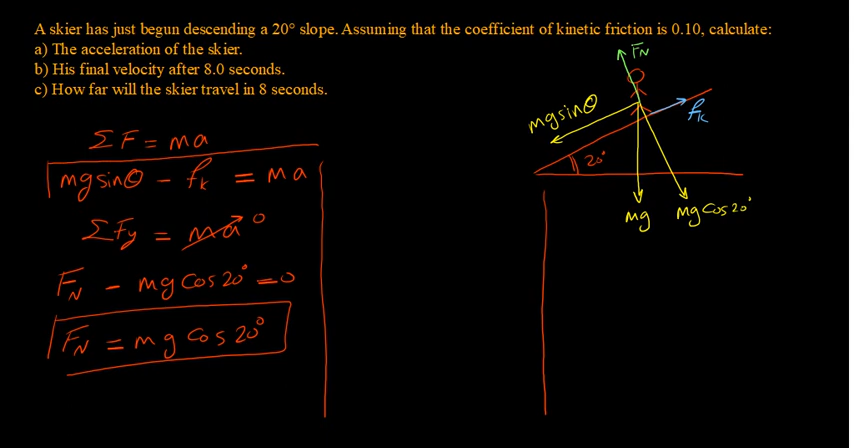 A skier has just begun descending a 20° slope. Assuming that the coefficient of kinetic friction is 0.10, calculate:
a) The acceleration of the skier.
b) His final velocity after 8.0 seconds.
c) How far will the skier travel in 8 seconds.
ΣF = ma
mg sinθ - fk = ma
ΣFy = ma 0
FN - mg cos 20° = 0
FN = mg cos 20°
FN
mg sinθ
fk
20°
mg
mg cos 20°